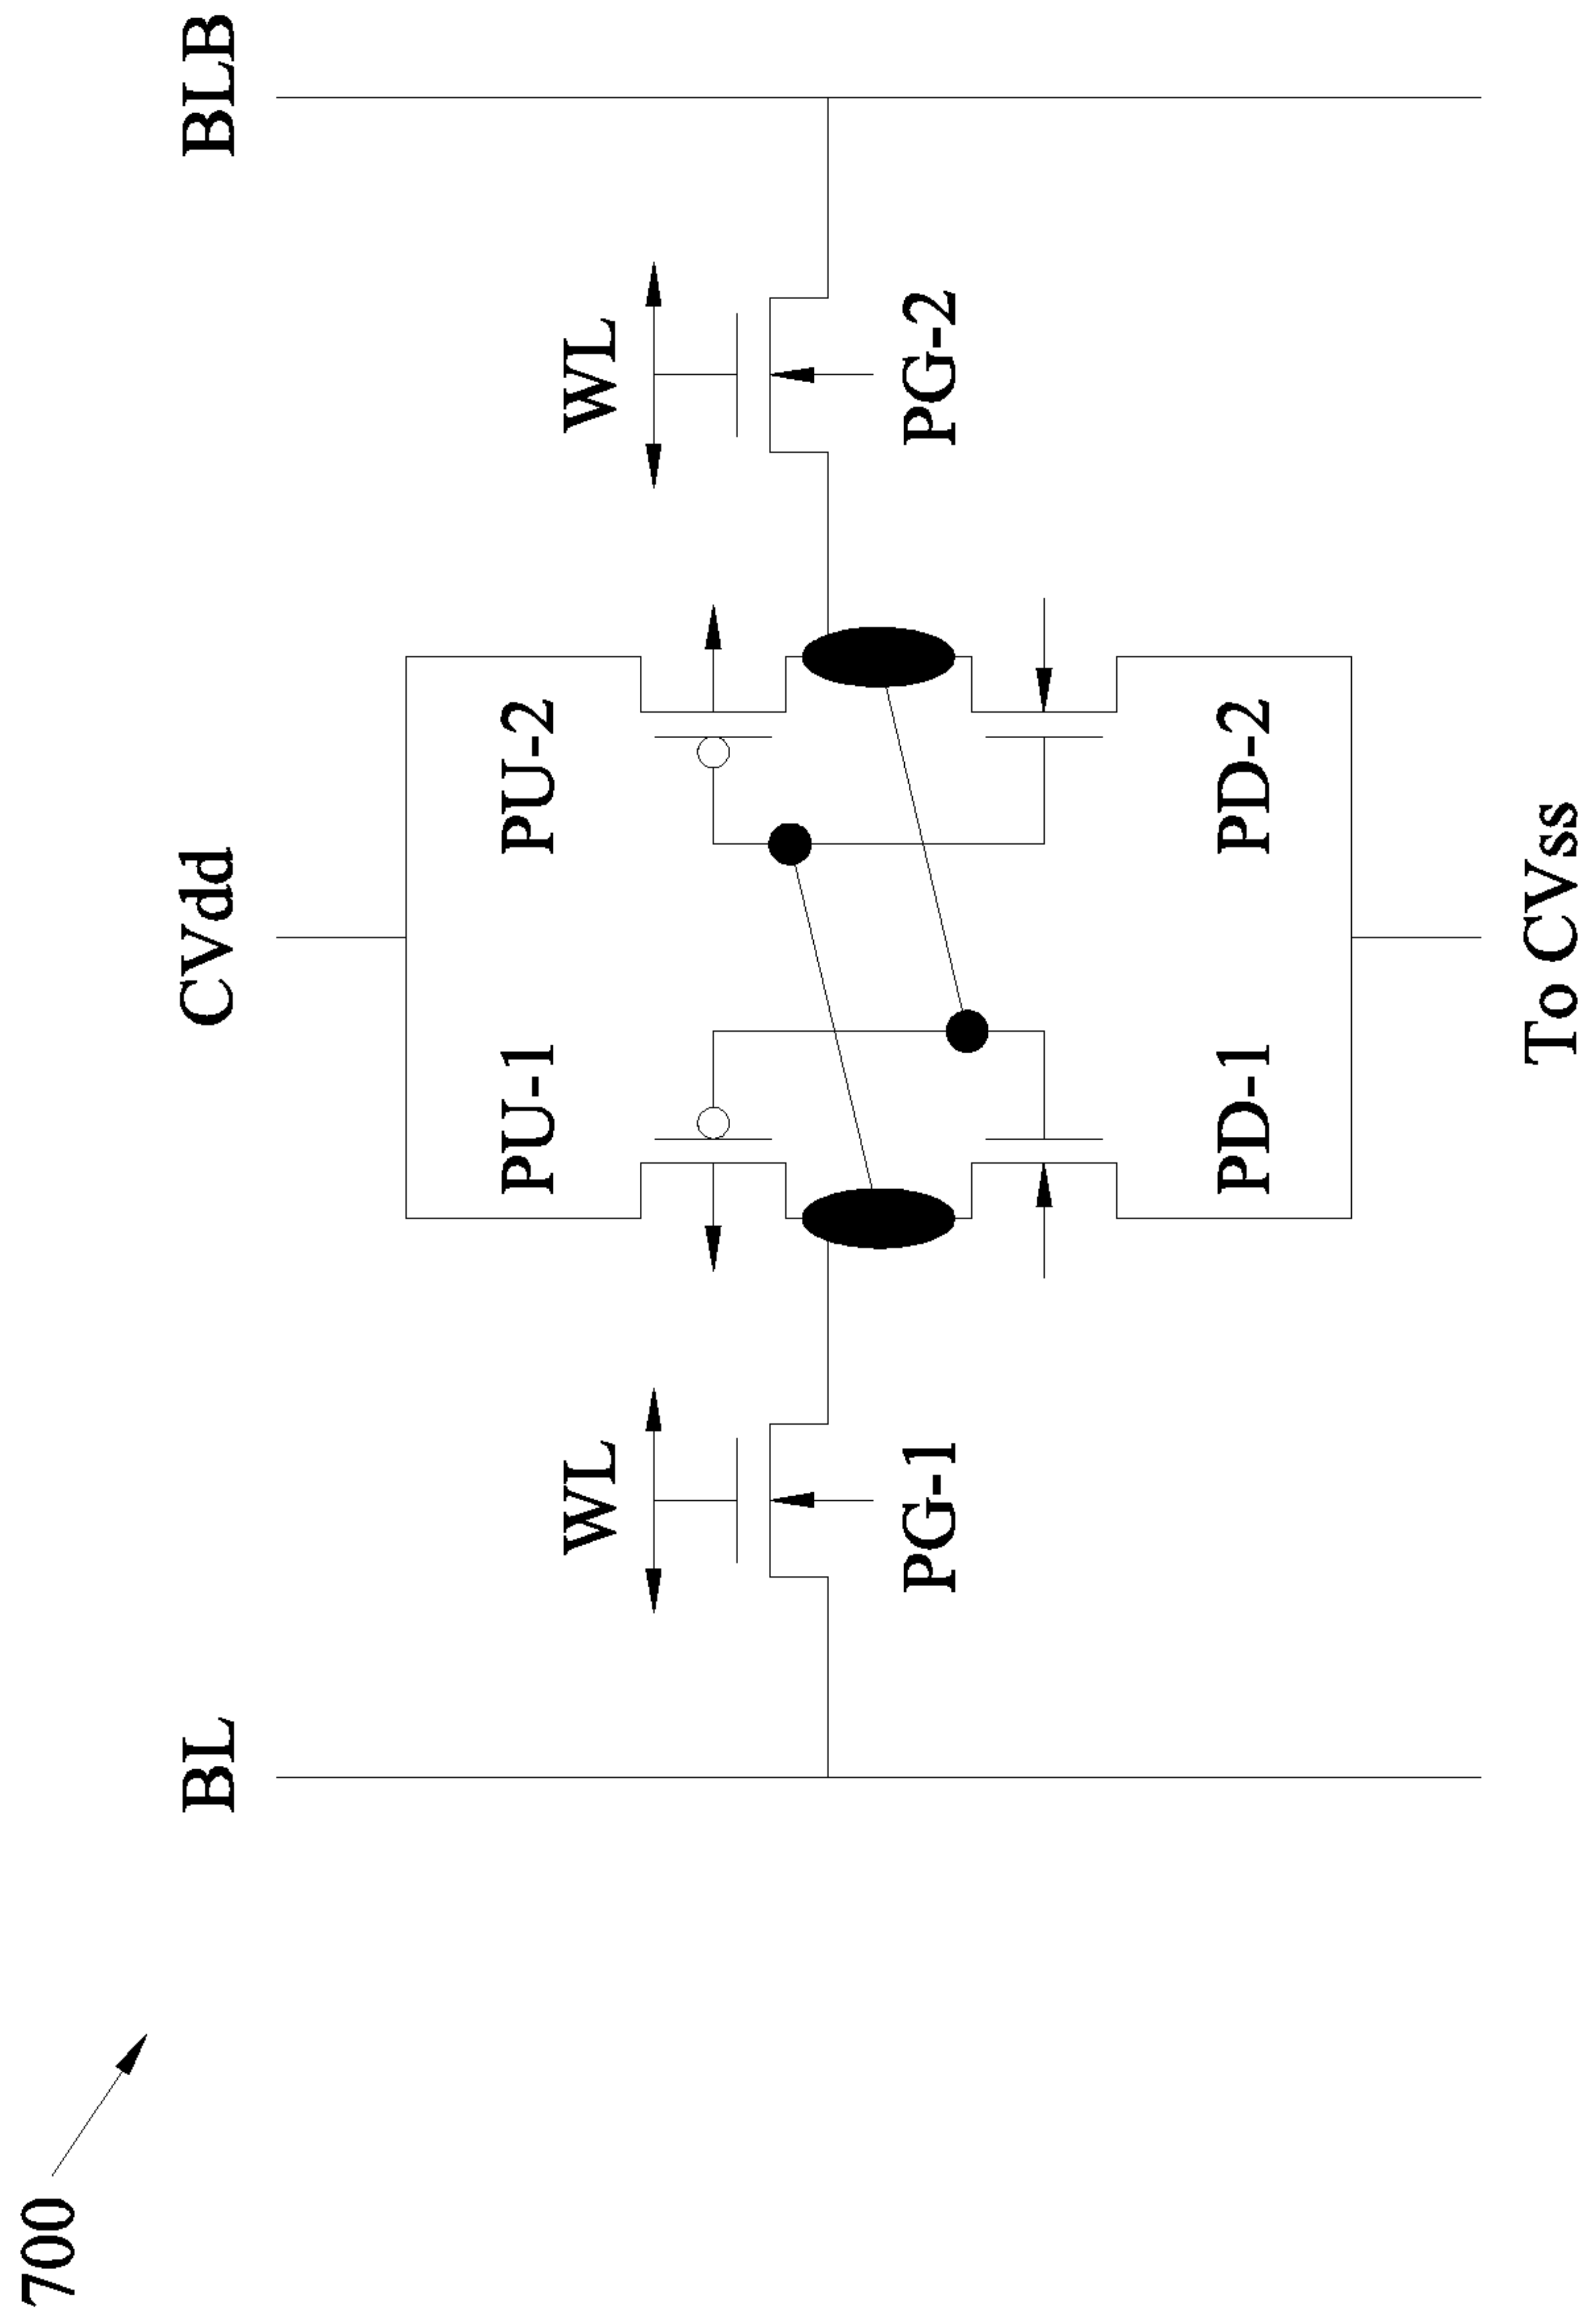 700
BL
CVdd
BLB
PU-1
PU-2
WL
WL
PG-1
PG-2
PD-1
PD-2
To CVss